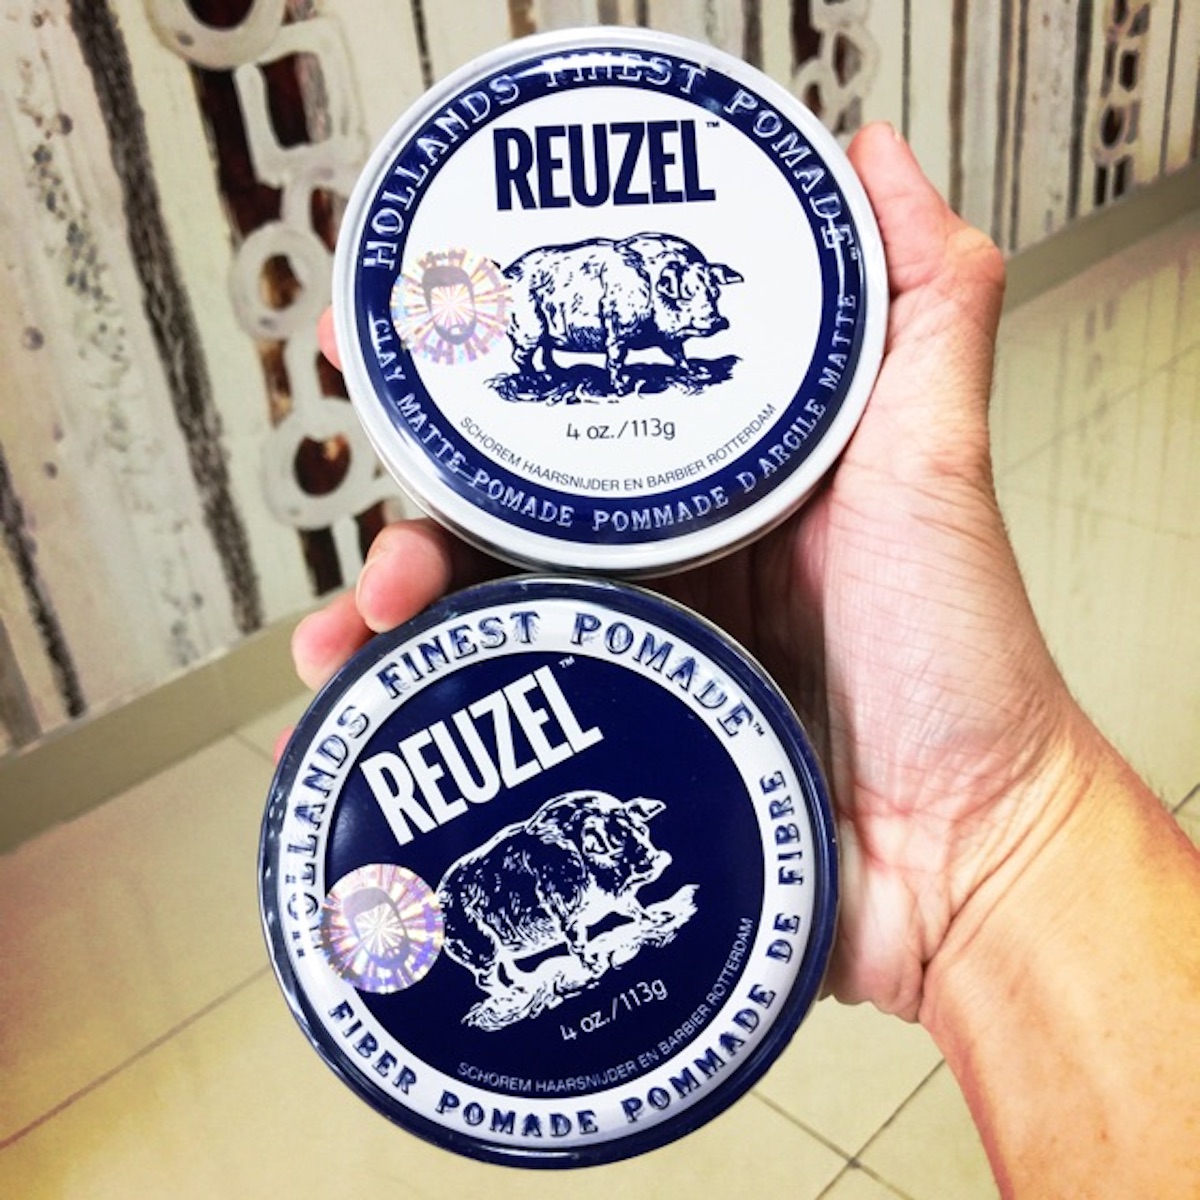 HOLLANDS FINEST POMADE™
REUZEL™
4 oz./113g
SCHOREM HAARSNIJDER EN BARBIER ROTTERDAM
CLAY MATTE POMADE POMMADE D ARGILE MATTE
HOLLANDS FINEST POMADE™
REUZEL™
4 oz./113g
SCHOREM HAARSNIJDER EN BARBIER ROTTERDAM
FIBER POMADE POMMADE DE FIBRE